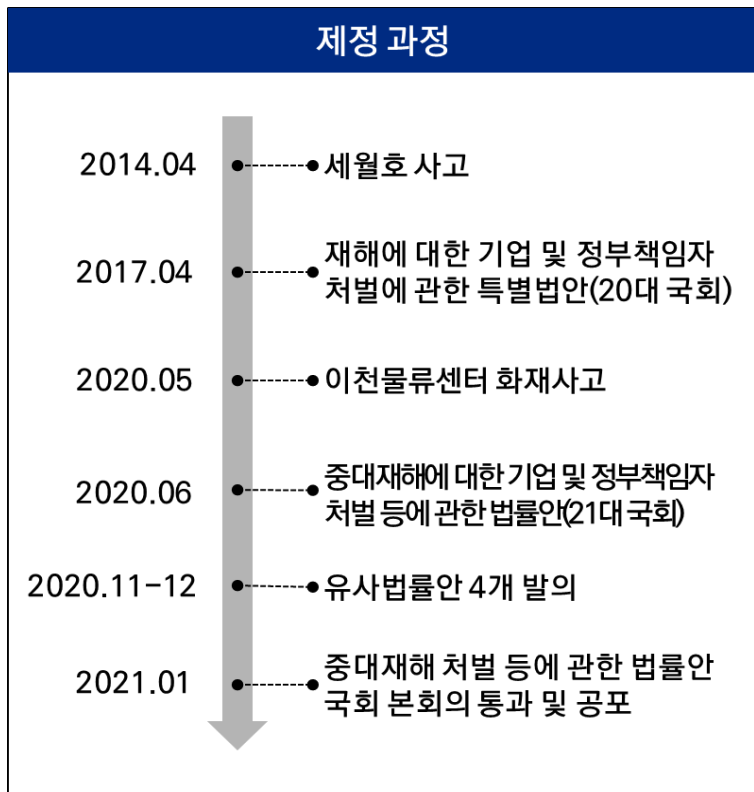 제정 과정
2014.04
세월호 사고
2017.04
재해에 대한 기업 및 정부책임자
처벌에 관한 특별법안(20대 국회)
2020.05
이천물류센터 화재사고
2020.06
중대재해에 대한 기업 및 정부책임자
처벌 등에 관한 법률안(21대 국회)
2020.11-12
유사법률안 4개 발의
2021.01
중대재해 처벌 등에 관한 법률안
국회 본회의 통과 및 공포